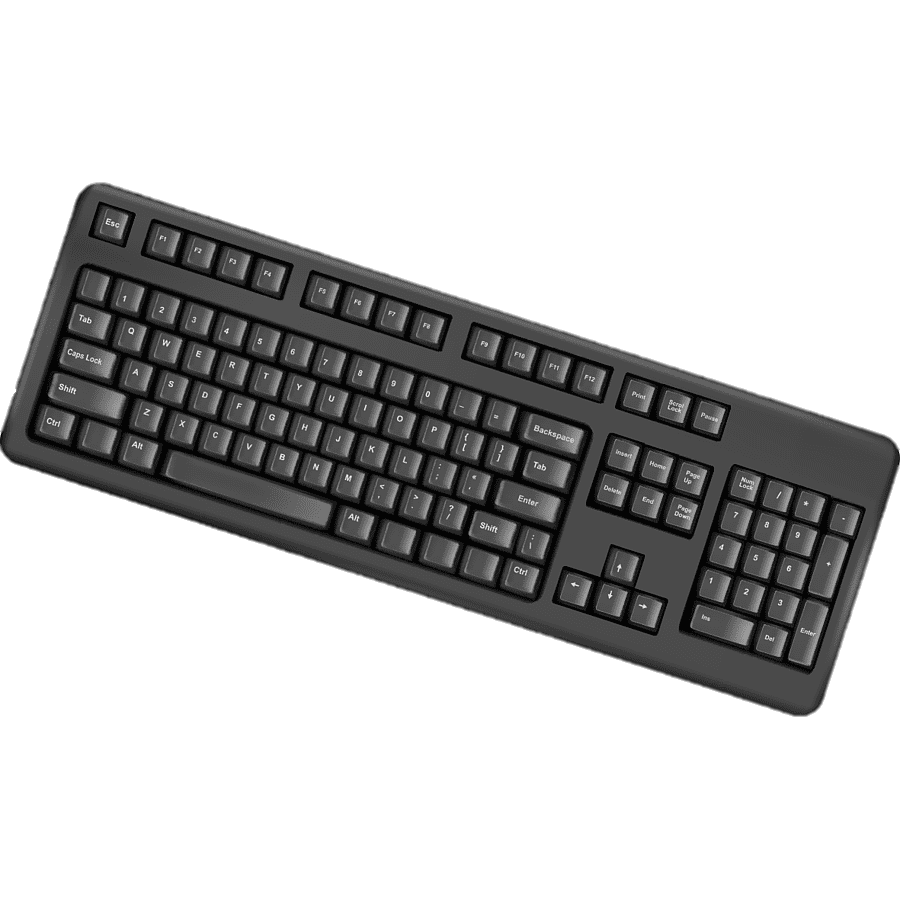 Esc F1 F2 F3 F4 F5 F6 F7 F8 F9 F10 F11 F12 Print Scrol Lock Pause
1 2 3 4 5 6 7 8 9 0 _ = Backspace Insert Home Page Up Num Lock / * -
Tab Q W E R T Y U I O P { [ } ] Tab Delete End Page Down 7 8 9 +
Caps Lock A S D F G H J K L : ; " , Enter 4 5 6
Shift Z X C V B N M < , > . ? / Shift ↑ 1 2 3 Enter
Ctrl Alt Alt Ctrl ← ↓ → Ins Del